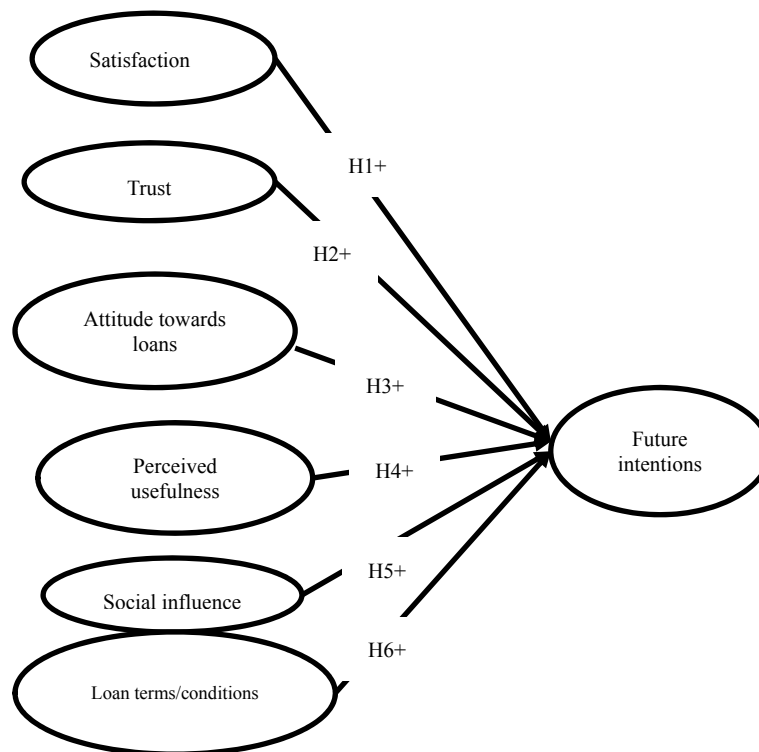 Satisfaction
H1+
Trust
H2+
Attitude towards
loans
H3+
Perceived
usefulness
H4+
Future
intentions
Social influence
H5+
Loan terms/conditions
H6+